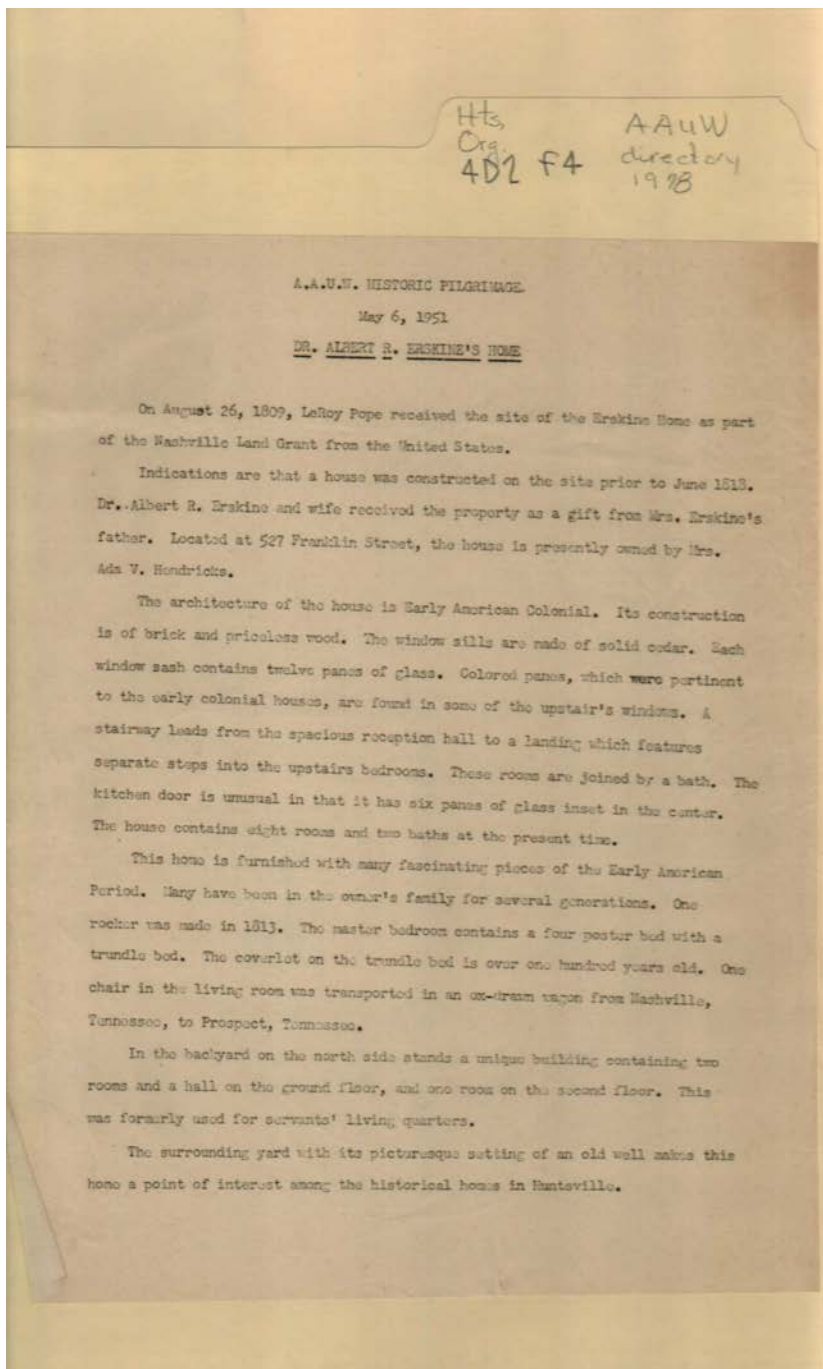 Hts,
Org.
4D2 F4
AAUW
directory
1978
A.A.U.W. HISTORIC PILGRIMAGE
May 6, 1951
DR. ALBERT R. ERSKINE'S HOME
On August 26, 1809, LeRoy Pope received the site of the Erskine Home as part
of the Nashville Land Grant from the United States.
Indications are that a house was constructed on the site prior to June 1818.
Dr. Albert R. Erskine and wife received the property as a gift from Mrs. Erskine's
father. Located at 527 Franklin Street, the house is presently owned by Mrs.
Ada V. Hendricks.
The architecture of the house is Early American Colonial. Its construction
is of brick and priceless wood. The window sills are made of solid cedar. Each
window sash contains twelve panes of glass. Colored panes, which were pertinent
to the early colonial houses, are found in some of the upstair's windows. A
stairway leads from the spacious reception hall to a landing which features
separate steps into the upstairs bedrooms. These rooms are joined by a bath. The
kitchen door is unusual in that it has six panes of glass inset in the center.
The house contains eight rooms and two baths at the present time.
This home is furnished with many fascinating pieces of the Early American
Period. Many have been in the owner's family for several generations. One
rocker was made in 1813. The master bedroom contains a four poster bed with a
trundle bed. The coverlet on the trundle bed is over one hundred years old. One
chair in the living room was transported in an ox-drawn wagon from Nashville,
Tennessee, to Prospect, Tennessee.
In the backyard on the north side stands a unique building containing two
rooms and a hall on the ground floor, and one room on the second floor. This
was formerly used for servants' living quarters.
The surrounding yard with its picturesque setting of an old well makes this
home a point of interest among the historical homes in Huntsville.